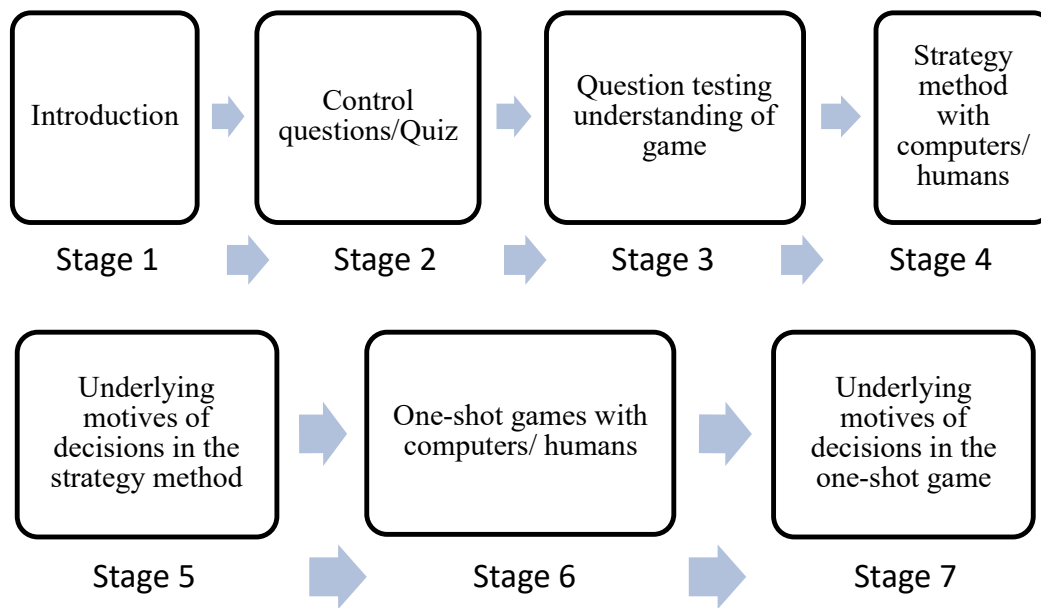 Introduction
Control
questions/Quiz
Question testing
understanding of
game
Strategy
method
with
computers/
humans
Stage 1
Stage 2
Stage 3
Stage 4
Underlying
motives of
decisions in the
strategy method
One-shot games with
computers/ humans
Underlying
motives of
decisions in the
one-shot game
Stage 5
Stage 6
Stage 7